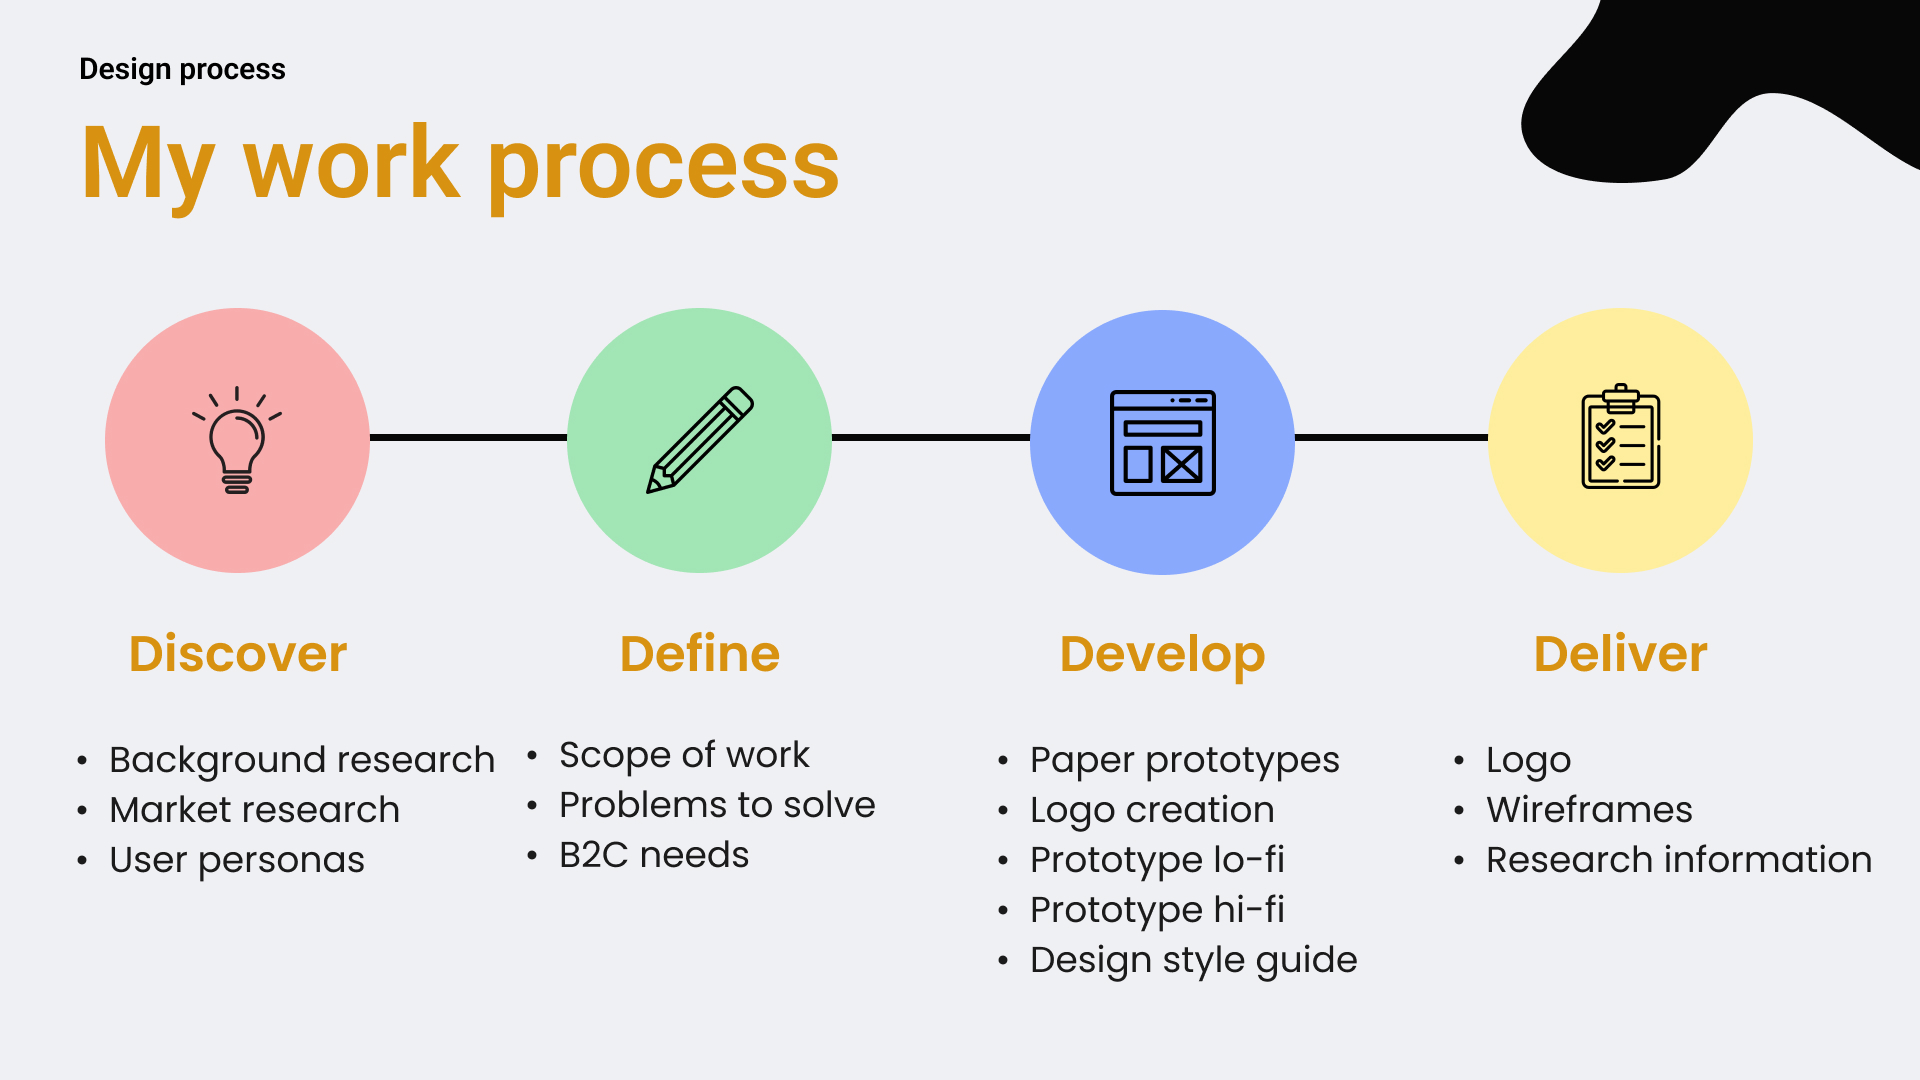 Design process
My work process
Discover
• Background research
• Market research
• User personas
Define
• Scope of work
• Problems to solve
• B2C needs
Develop
• Paper prototypes
• Logo creation
• Prototype lo-fi
• Prototype hi-fi
• Design style guide
Deliver
• Logo
• Wireframes
• Research information